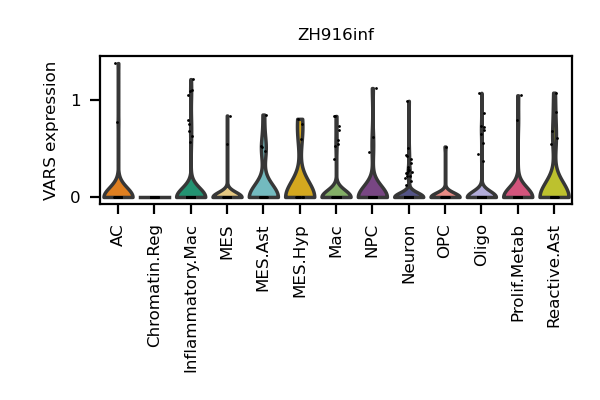 ZH916inf
VARS expression
1
0
AC
Chromatin.Reg
Inflammatory.Mac
MES
MES.Ast
MES.Hyp
Mac
NPC
Neuron
OPC
Oligo
Prolif.Metab
Reactive.Ast